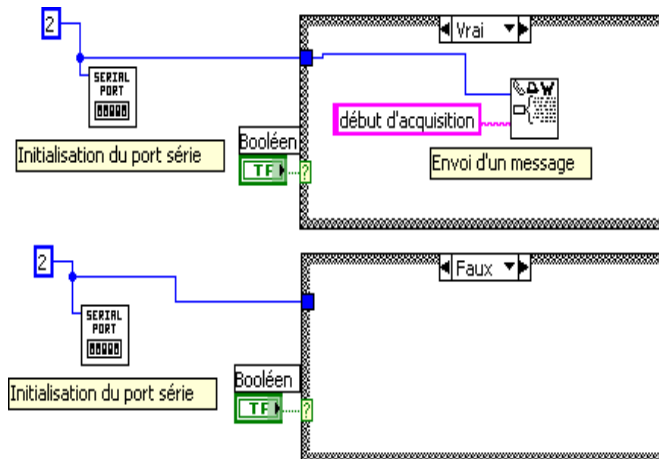 2
Vrai
SERIAL
PORT
début d'acquisition
Booléen
Initialisation du port série
TF
?
Envoi d'un message
2
Faux
SERIAL
PORT
Booléen
Initialisation du port série
TF
?